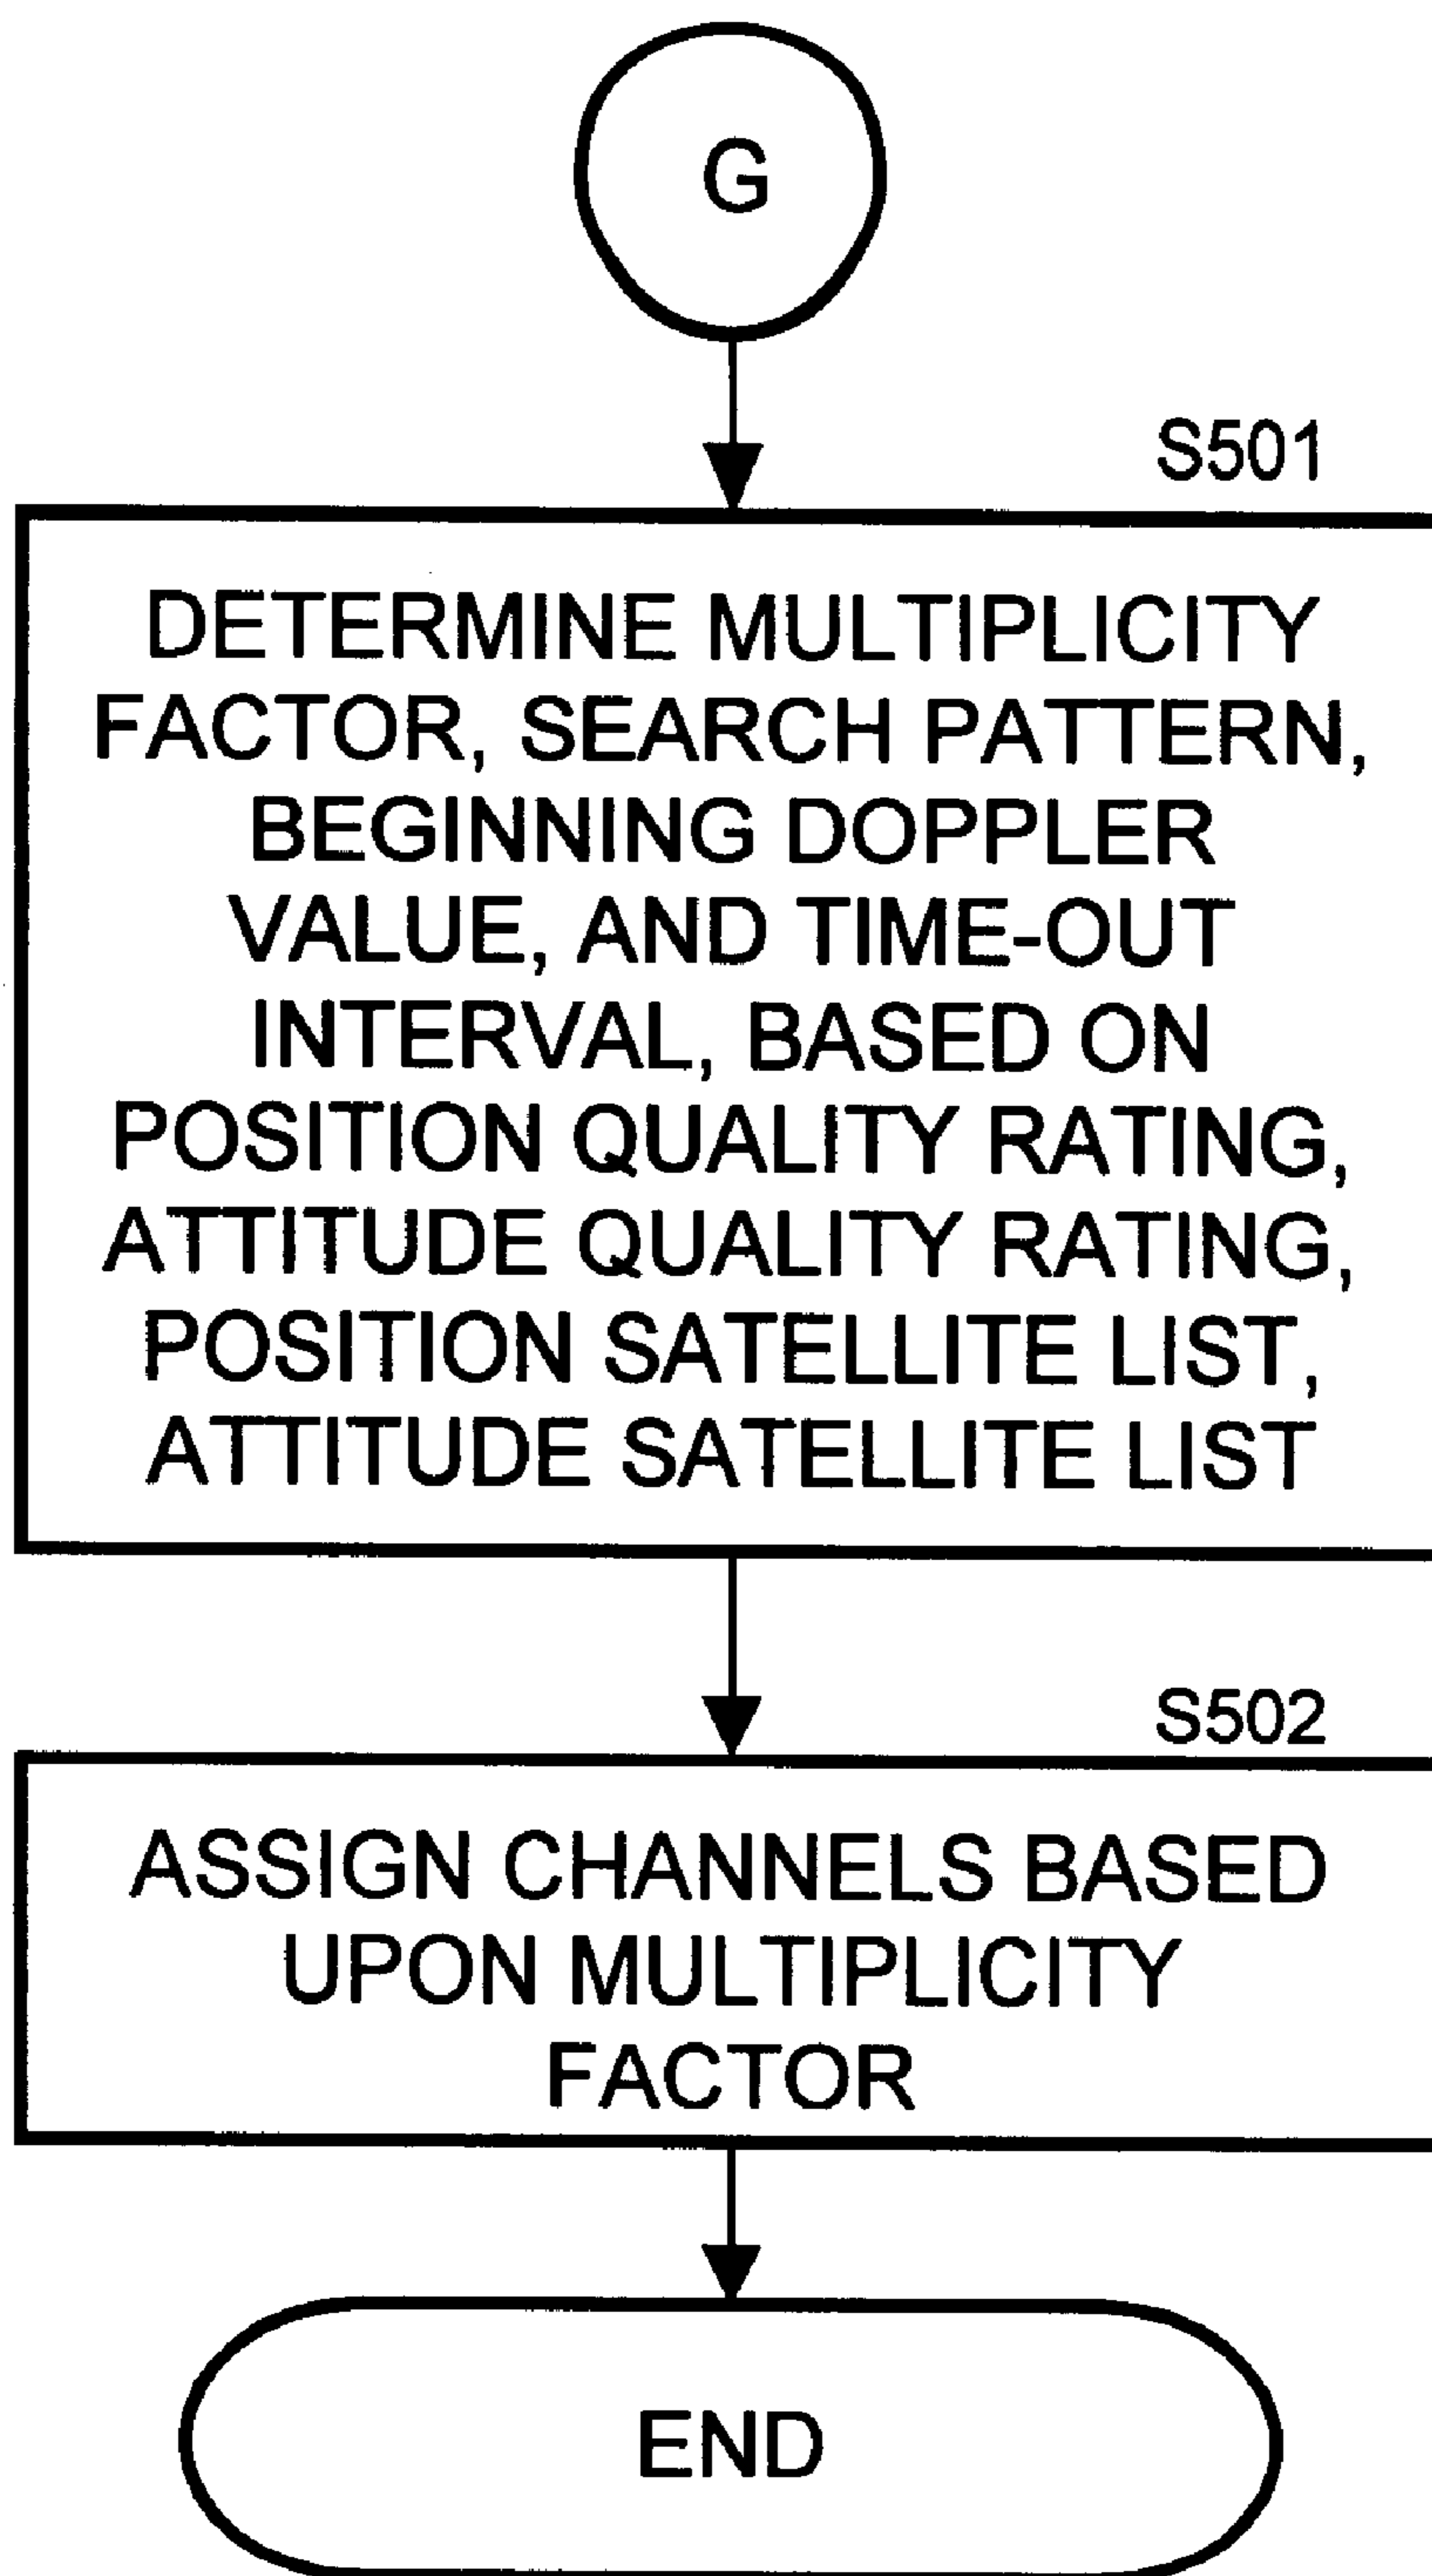 G
S501
DETERMINE MULTIPLICITY
FACTOR, SEARCH PATTERN,
BEGINNING DOPPLER
VALUE, AND TIME-OUT
INTERVAL, BASED ON
POSITION QUALITY RATING,
ATTITUDE QUALITY RATING,
POSITION SATELLITE LIST,
ATTITUDE SATELLITE LIST
S502
ASSIGN CHANNELS BASED
UPON MULTIPLICITY
FACTOR
END